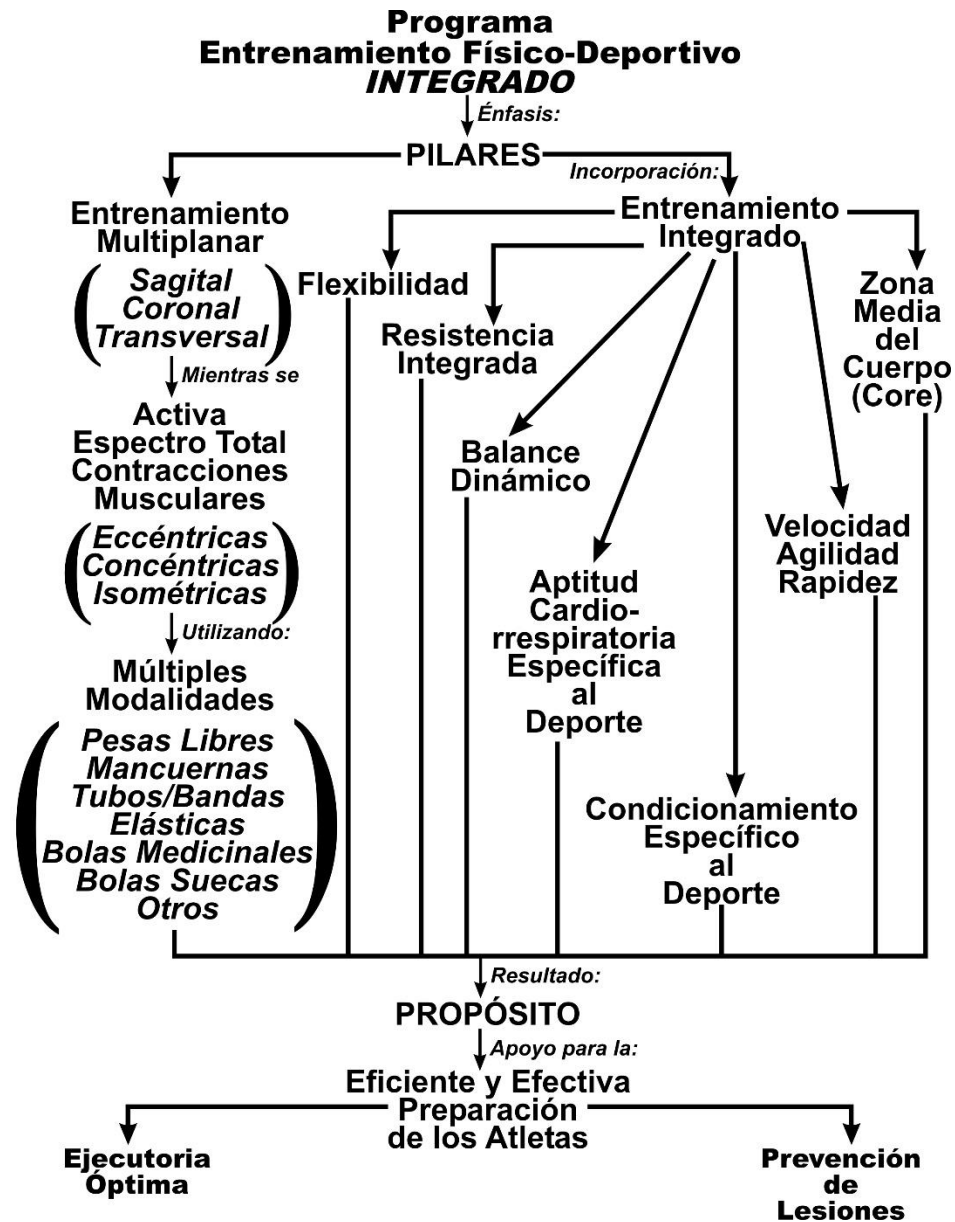 Programa
Entrenamiento Físico-Deportivo
INTEGRADO
Énfasis:
PILARES
Incorporación:
Entrenamiento
Multiplanar
(Sagital
Coronal
Transversal)
Mientras se
Activa
Espectro Total
Contracciones
Musculares
(Eccéntricas
Concéntricas
Isométricas)
Utilizando:
Múltiples
Modalidades
(Pesas Libres
Mancuernas
Tubos/Bandas
Elásticas
Bolas Medicinales
Bolas Suecas
Otros)
Entrenamiento
Integrado
Flexibilidad
Resistencia
Integrada
Balance
Dinámico
Aptitud
Cardio-
rrespiratoria
Específica
al
Deporte
Condicionamiento
Específico
al
Deporte
Velocidad
Agilidad
Rapidez
Zona
Media
del
Cuerpo
(Core)
Resultado:
PROPÓSITO
Apoyo para la:
Eficiente y Efectiva
Preparación
de los Atletas
Ejecutoria
Óptima
Prevención
de
Lesiones